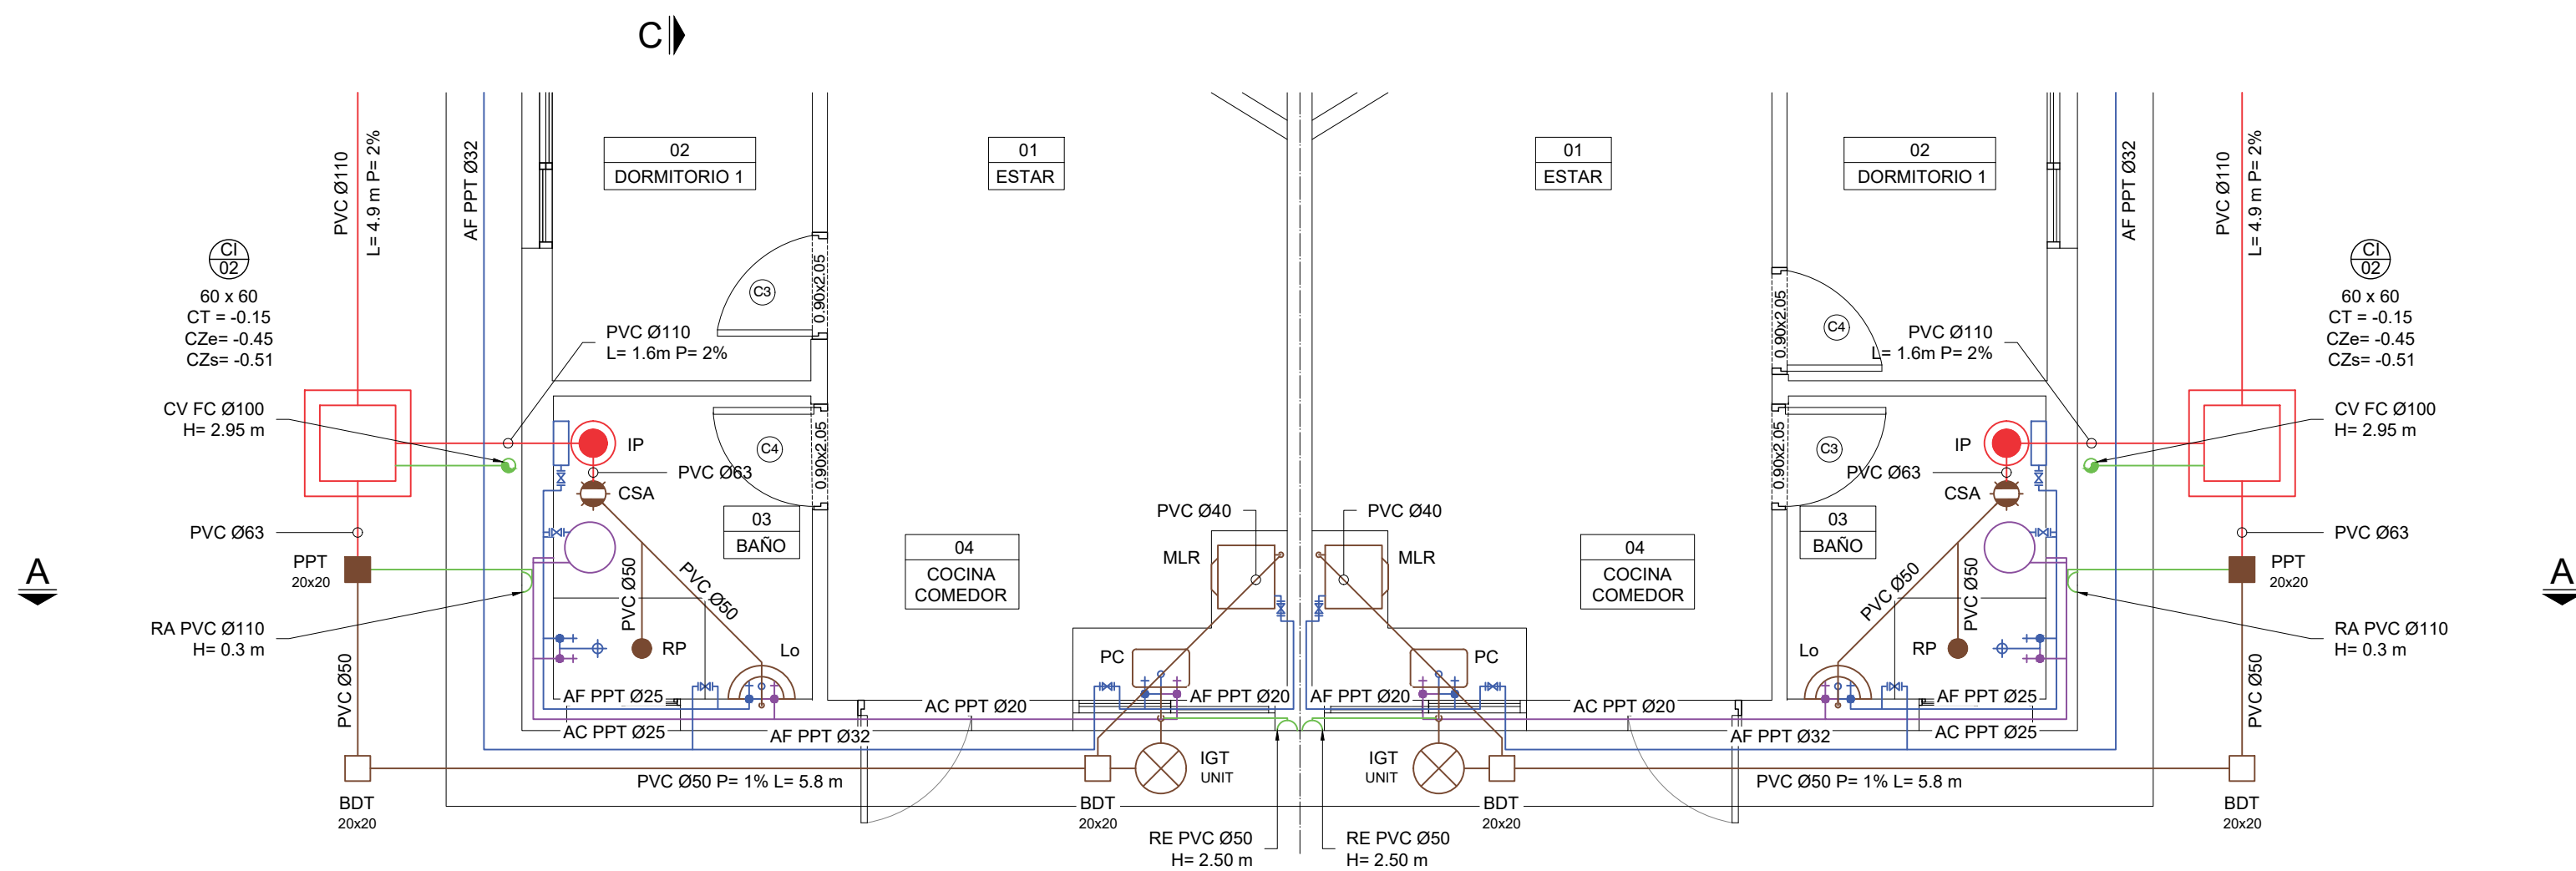 C
PVC Ø110
L= 4.9 m P= 2%
AF PPT Ø32
02
DORMITORIO 1
01
ESTAR
01
ESTAR
02
DORMITORIO 1
AF PPT Ø32
PVC Ø110
L= 4.9 m P= 2%
CI
02
60 x 60
CT = -0.15
CZe= -0.45
CZs= -0.51
C3
0.90x2.05
PVC Ø110
L= 1.6m P= 2%
C4
0.90x2.05
PVC Ø110
L= 1.6m P= 2%
CI
02
60 x 60
CT = -0.15
CZe= -0.45
CZs= -0.51
CV FC Ø100
H= 2.95 m
IP
PVC Ø63
CSA
C4
0.90x2.05
03
BAÑO
C3
0.90x2.05
IP
PVC Ø63
CSA
03
BAÑO
CV FC Ø100
H= 2.95 m
PVC Ø63
PPT
20x20
A
RA PVC Ø110
H= 0.3 m
PVC Ø50
PVC Ø50
PVC Ø50
RP
Lo
04
COCINA
COMEDOR
PVC Ø40
MLR
PC
PVC Ø40
MLR
PC
04
COCINA
COMEDOR
PVC Ø50
PVC Ø50
RP
Lo
PVC Ø63
PPT
20x20
A
RA PVC Ø110
H= 0.3 m
PVC Ø50
AF PPT Ø25
AC PPT Ø25
AF PPT Ø32
AC PPT Ø20
AF PPT Ø20
AF PPT Ø20
AC PPT Ø20
AF PPT Ø32
AF PPT Ø25
AC PPT Ø25
IGT
UNIT
IGT
UNIT
PVC Ø50 P= 1% L= 5.8 m
PVC Ø50 P= 1% L= 5.8 m
BDT
20x20
BDT
20x20
BDT
20x20
BDT
20x20
RE PVC Ø50
H= 2.50 m
RE PVC Ø50
H= 2.50 m